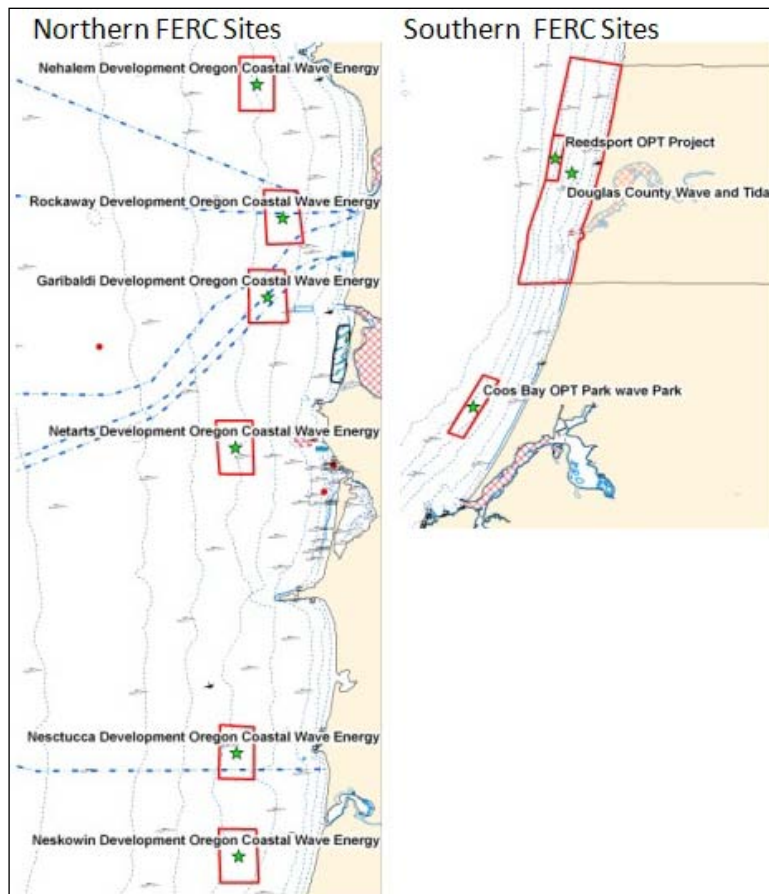 Northern FERC Sites
Nehalem Development Oregon Coastal Wave Energy
Rockaway Development Oregon Coastal Wave Energy
Garibaldi Development Oregon Coastal Wave Energy
Netarts Development Oregon Coastal Wave Energy
Nesctucca Development Oregon Coastal Wave Energy
Neskowin Development Oregon Coastal Wave Energy
Southern FERC Sites
Reedsport OPT Project
Douglas County Wave and Tida
Coos Bay OPT Park wave Park